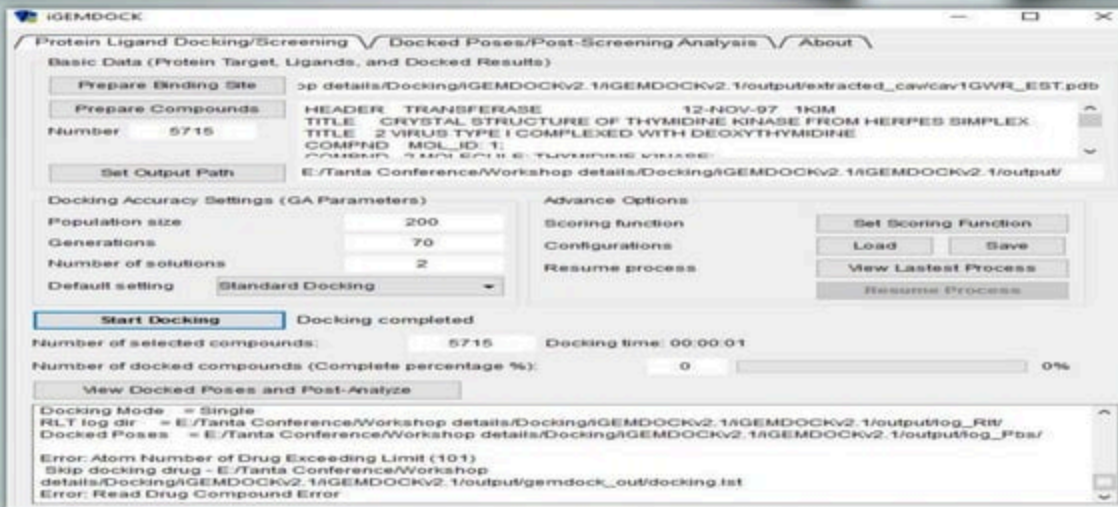 iGEMDOCK
Protein Ligand Docking/Screening Docked Poses/Post-Screening Analysis About
Basic Data (Protein Target, Ligands, and Docked Results)
Prepare Binding Site op details/Docking/iGEMDOCKv2.1/iGEMDOCKv2.1/output/extracted_cav/cav1GWR_EST.pdb
Prepare Compounds HEADER TRANSFERASE 12-NOV-97 1KIM
TITLE CRYSTAL STRUCTURE OF THYMIDINE KINASE FROM HERPES SIMPLEX
Number 5715 TITLE 2 VIRUS TYPE I COMPLEXED WITH DEOXYTHYMIDINE
COMPND MOL_ID: 1;
COMPND 2 MOLECULE: THYMIDINE KINASE;
Set Output Path E:/Tanta Conference/Workshop details/Docking/iGEMDOCKv2.1/iGEMDOCKv2.1/output/
Docking Accuracy Settings (GA Parameters) Advance Options
Population size 200 Scoring function Set Scoring Function
Generations 70 Configurations Load Save
Number of solutions 2 Resume process View Lastest Process
Default setting Standard Docking Resume Process
Start Docking Docking completed
Number of selected compounds: 5715 Docking time: 00:00:01
Number of docked compounds (Complete percentage %): 0 0%
View Docked Poses and Post-Analyze
Docking Mode = Single
RLT log dir = E:/Tanta Conference/Workshop details/Docking/iGEMDOCKv2.1/iGEMDOCKv2.1/output/log_Rlt/
Docked Poses = E:/Tanta Conference/Workshop details/Docking/iGEMDOCKv2.1/iGEMDOCKv2.1/output/log_Pbs/
Error: Atom Number of Drug Exceeding Limit (101)
Skip docking drug - E:/Tanta Conference/Workshop
details/Docking/iGEMDOCKv2.1/iGEMDOCKv2.1/output/gemdock_out/docking.lst
Error: Read Drug Compound Error